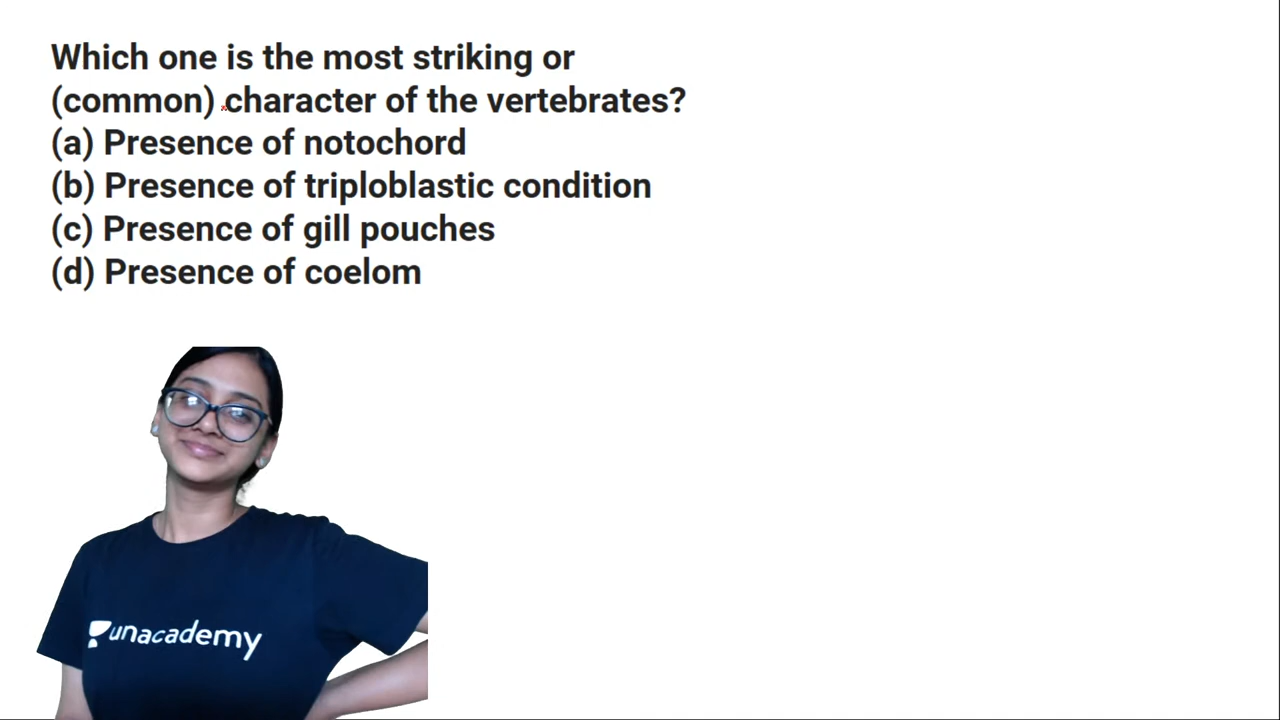 Which one is the most striking or
(common) character of the vertebrates?
(a) Presence of notochord
(b) Presence of triploblastic condition
(c) Presence of gill pouches
(d) Presence of coelom
unacademy